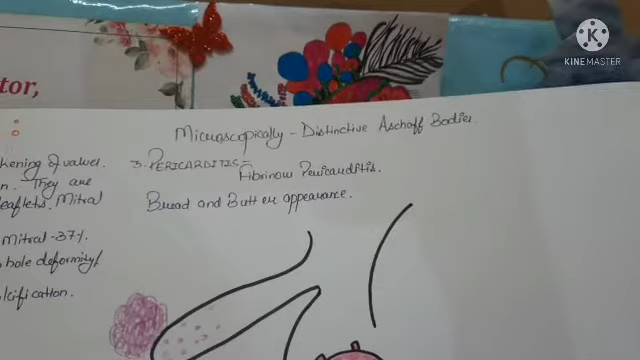 KINEMASTER
tor,
Microscopically - Distinctive Aschoff Bodies.
kening of valves.
3. PERICARDITIS =
Fibrinous Pericarditis.
n. They are
leaflets, Mitral
Bread and Butter appearance.
Mitral - 37%.
hole deformity/
lcification.